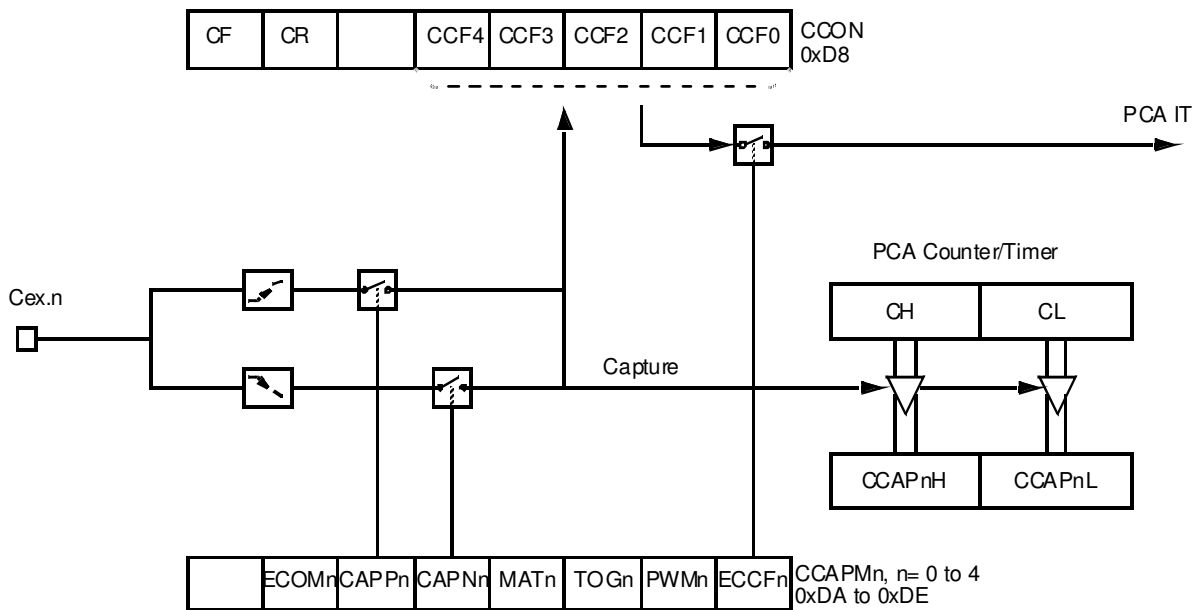 CF CR CCF4 CCF3 CCF2 CCF1 CCF0 CCON
0xD8
PCA IT
PCA Counter/Timer
Cex.n
CH CL
Capture
CCAPnH CCAPnL
ECOMn CAPPn CAPNn MATn TOGn PWMn ECCFn CCAPMn, n= 0 to 4
0xDA to 0xDE